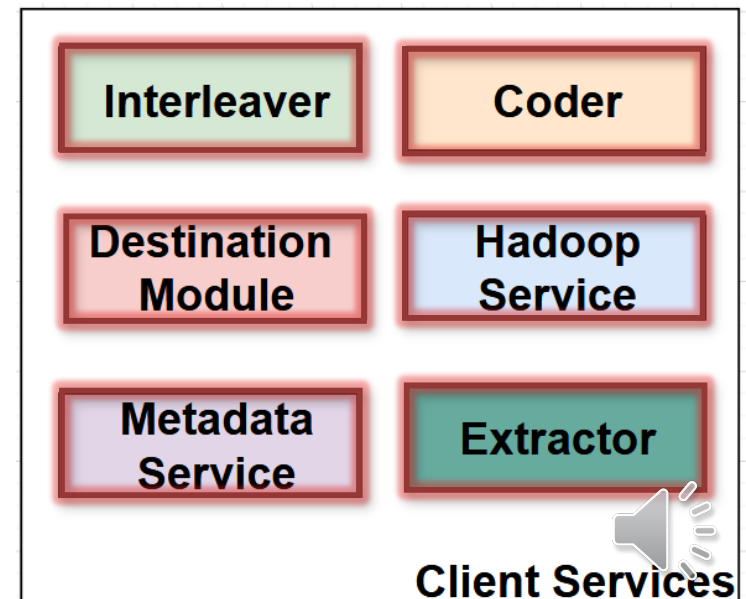 Interleaver
Coder
Destination
Module
Hadoop
Service
Metadata
Service
Extractor
Client Services